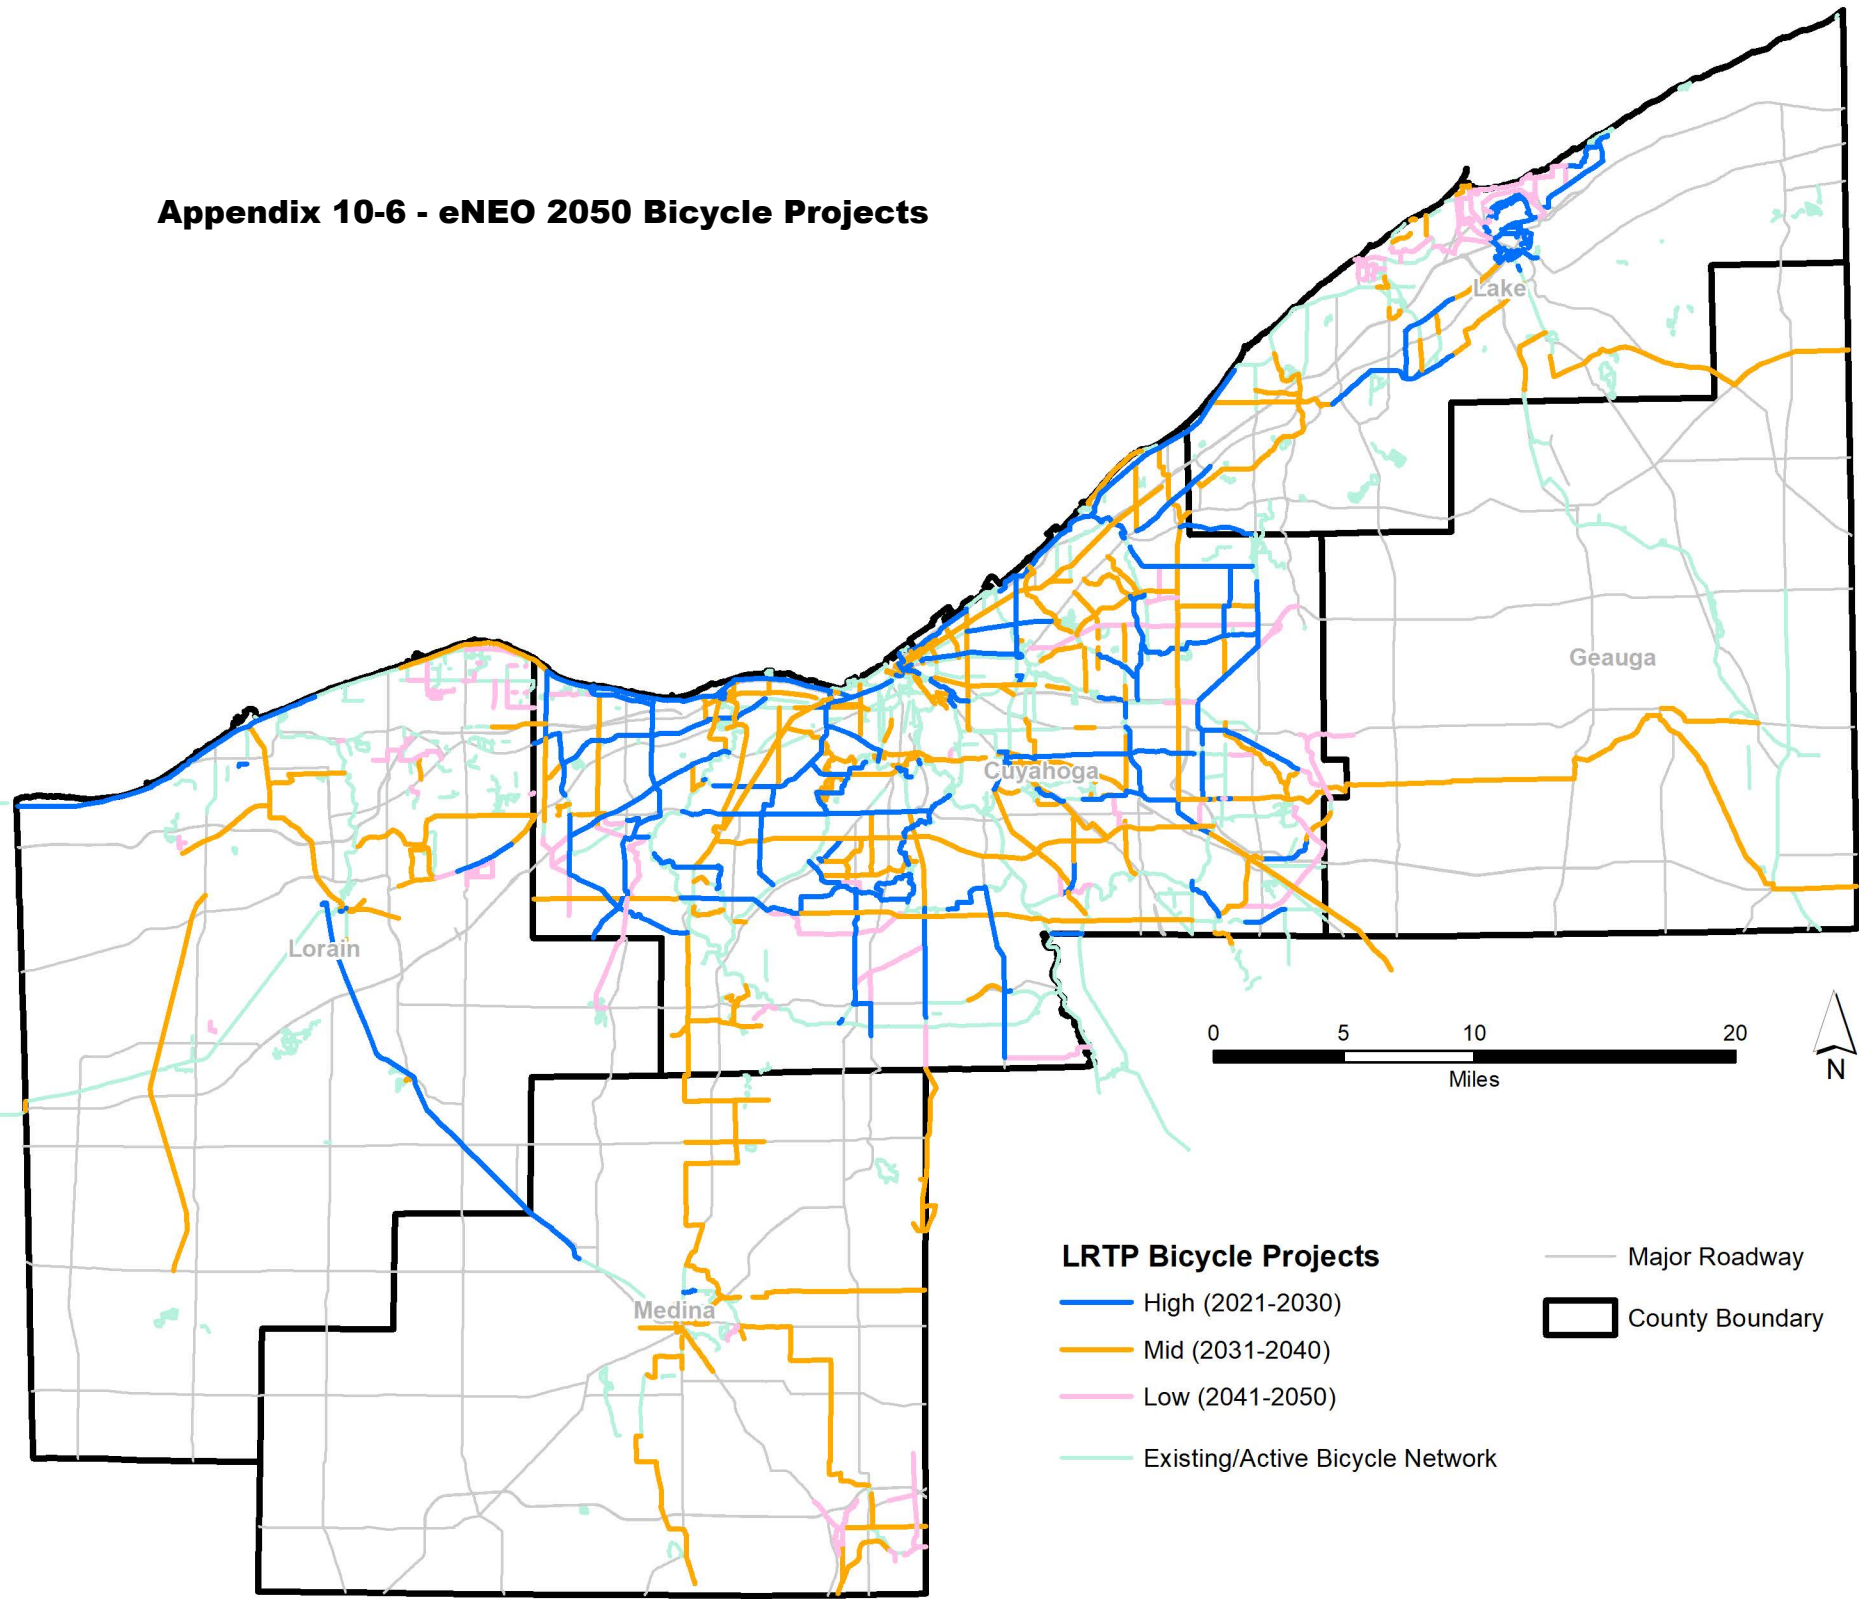 Appendix 10-6 - eNEO 2050 Bicycle Projects
Lake
Geauga
Cuyahoga
Lorain
Medina
0 5 10 20
Miles
N
LRTP Bicycle Projects
High (2021-2030)
Mid (2031-2040)
Low (2041-2050)
Existing/Active Bicycle Network
Major Roadway
County Boundary